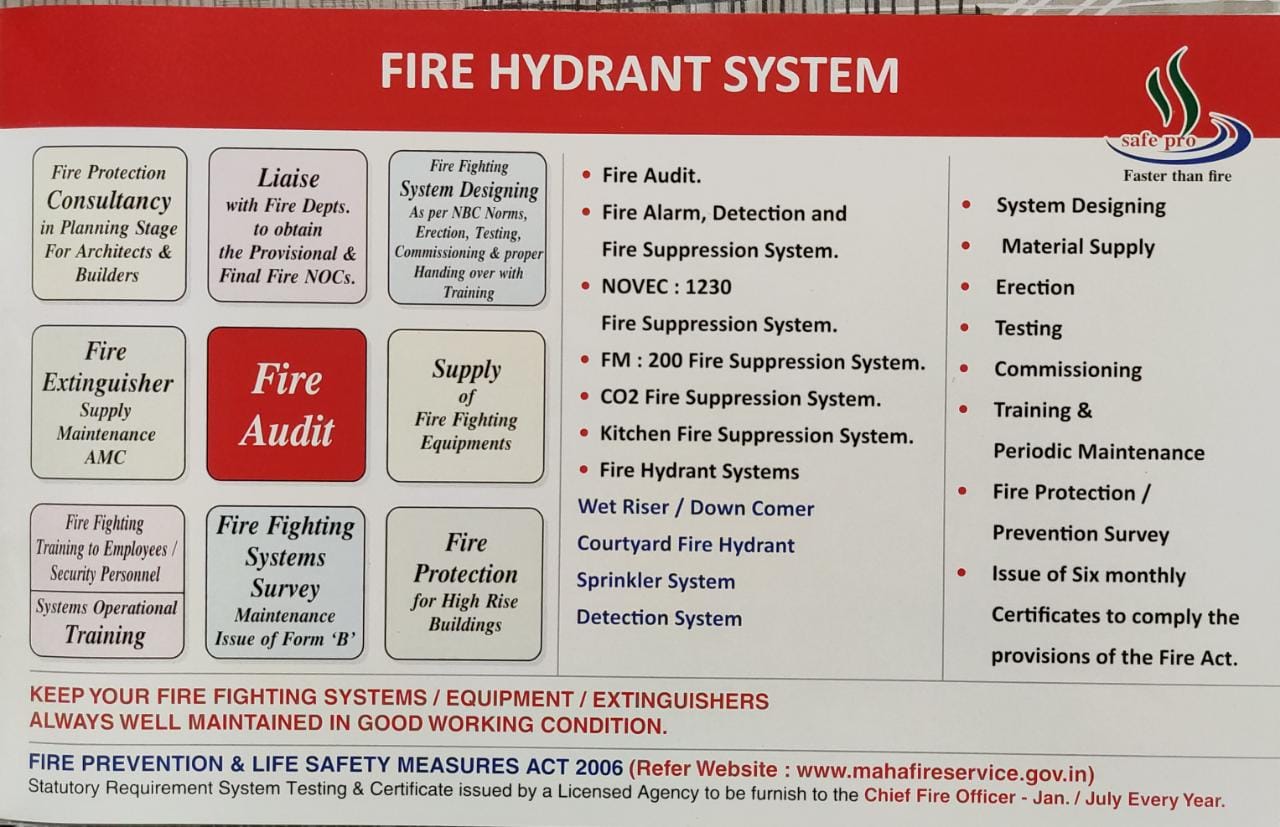 FIRE HYDRANT SYSTEM
safe pro
Faster than fire
Fire Protection
Consultancy
in Planning Stage
For Architects &
Builders
Liaise
with Fire Depts.
to obtain
the Provisional &
Final Fire NOCs.
Fire Fighting
System Designing
As per NBC Norms,
Erection, Testing,
Commissioning & proper
Handing over with
Training
Fire
Extinguisher
Supply
Maintenance
AMC
Fire
Audit
Supply
of
Fire Fighting
Equipments
Fire Fighting
Training to Employees /
Security Personnel
Systems Operational
Training
Fire Fighting
Systems
Survey
Maintenance
Issue of Form ‘B’
Fire
Protection
for High Rise
Buildings
• Fire Audit.
• Fire Alarm, Detection and
Fire Suppression System.
• NOVEC : 1230
Fire Suppression System.
• FM : 200 Fire Suppression System.
• CO2 Fire Suppression System.
• Kitchen Fire Suppression System.
• Fire Hydrant Systems
Wet Riser / Down Comer
Courtyard Fire Hydrant
Sprinkler System
Detection System
• System Designing
• Material Supply
• Erection
• Testing
• Commissioning
• Training &
Periodic Maintenance
• Fire Protection /
Prevention Survey
• Issue of Six monthly
Certificates to comply the
provisions of the Fire Act.
KEEP YOUR FIRE FIGHTING SYSTEMS / EQUIPMENT / EXTINGUISHERS
ALWAYS WELL MAINTAINED IN GOOD WORKING CONDITION.
FIRE PREVENTION & LIFE SAFETY MEASURES ACT 2006 (Refer Website : www.mahafireservice.gov.in)
Statutory Requirement System Testing & Certificate issued by a Licensed Agency to be furnish to the Chief Fire Officer - Jan. / July Every Year.